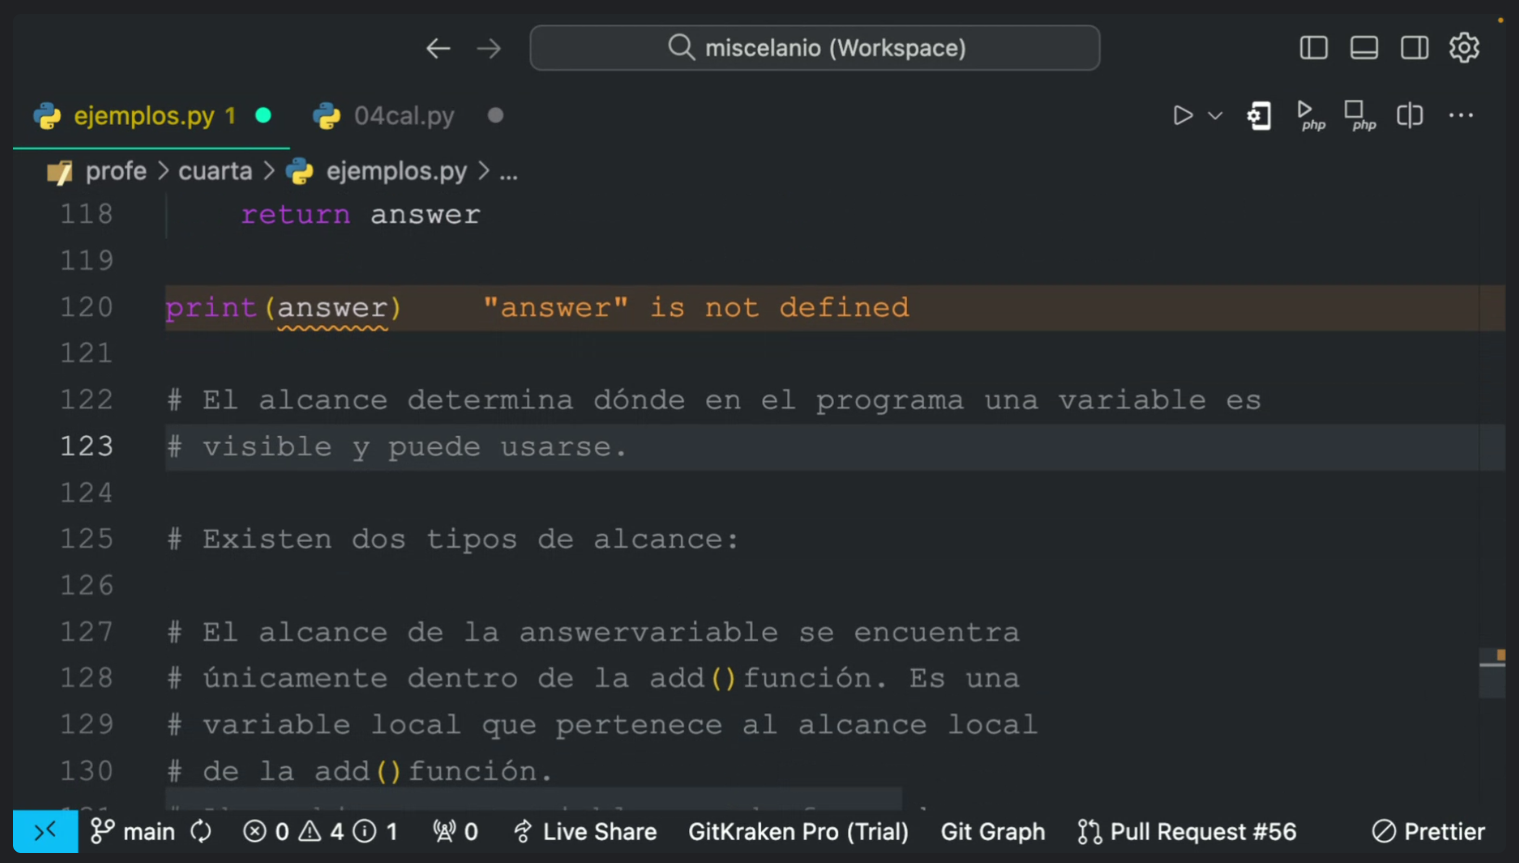 miscelanio (Workspace)
ejemplos.py 1 04cal.py php php ...
profe > cuarta > ejemplos.py > ...
118 return answer
119
120 print(answer) "answer" is not defined
121
122 # El alcance determina dónde en el programa una variable es
123 # visible y puede usarse.
124
125 # Existen dos tipos de alcance:
126
127 # El alcance de la answervariable se encuentra
128 # únicamente dentro de la add()función. Es una
129 # variable local que pertenece al alcance local
130 # de la add()función.
main 0 4 1 0 Live Share GitKraken Pro (Trial) Git Graph Pull Request #56 Prettier